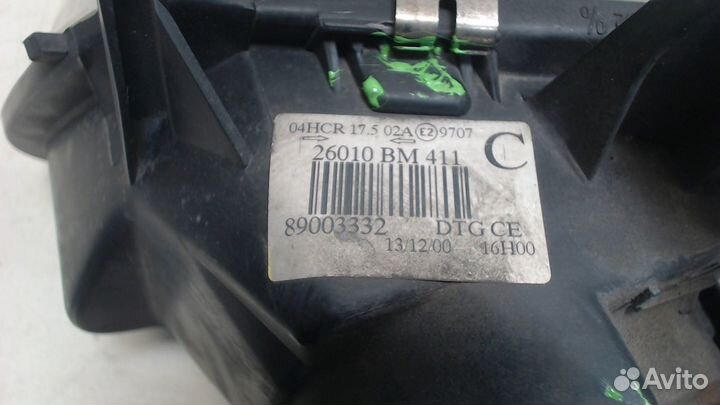 04HCR 17.5 02A E2 9707
26010 BM 411 C
89003332 DTG CE
13/12/00 16H00
Avito